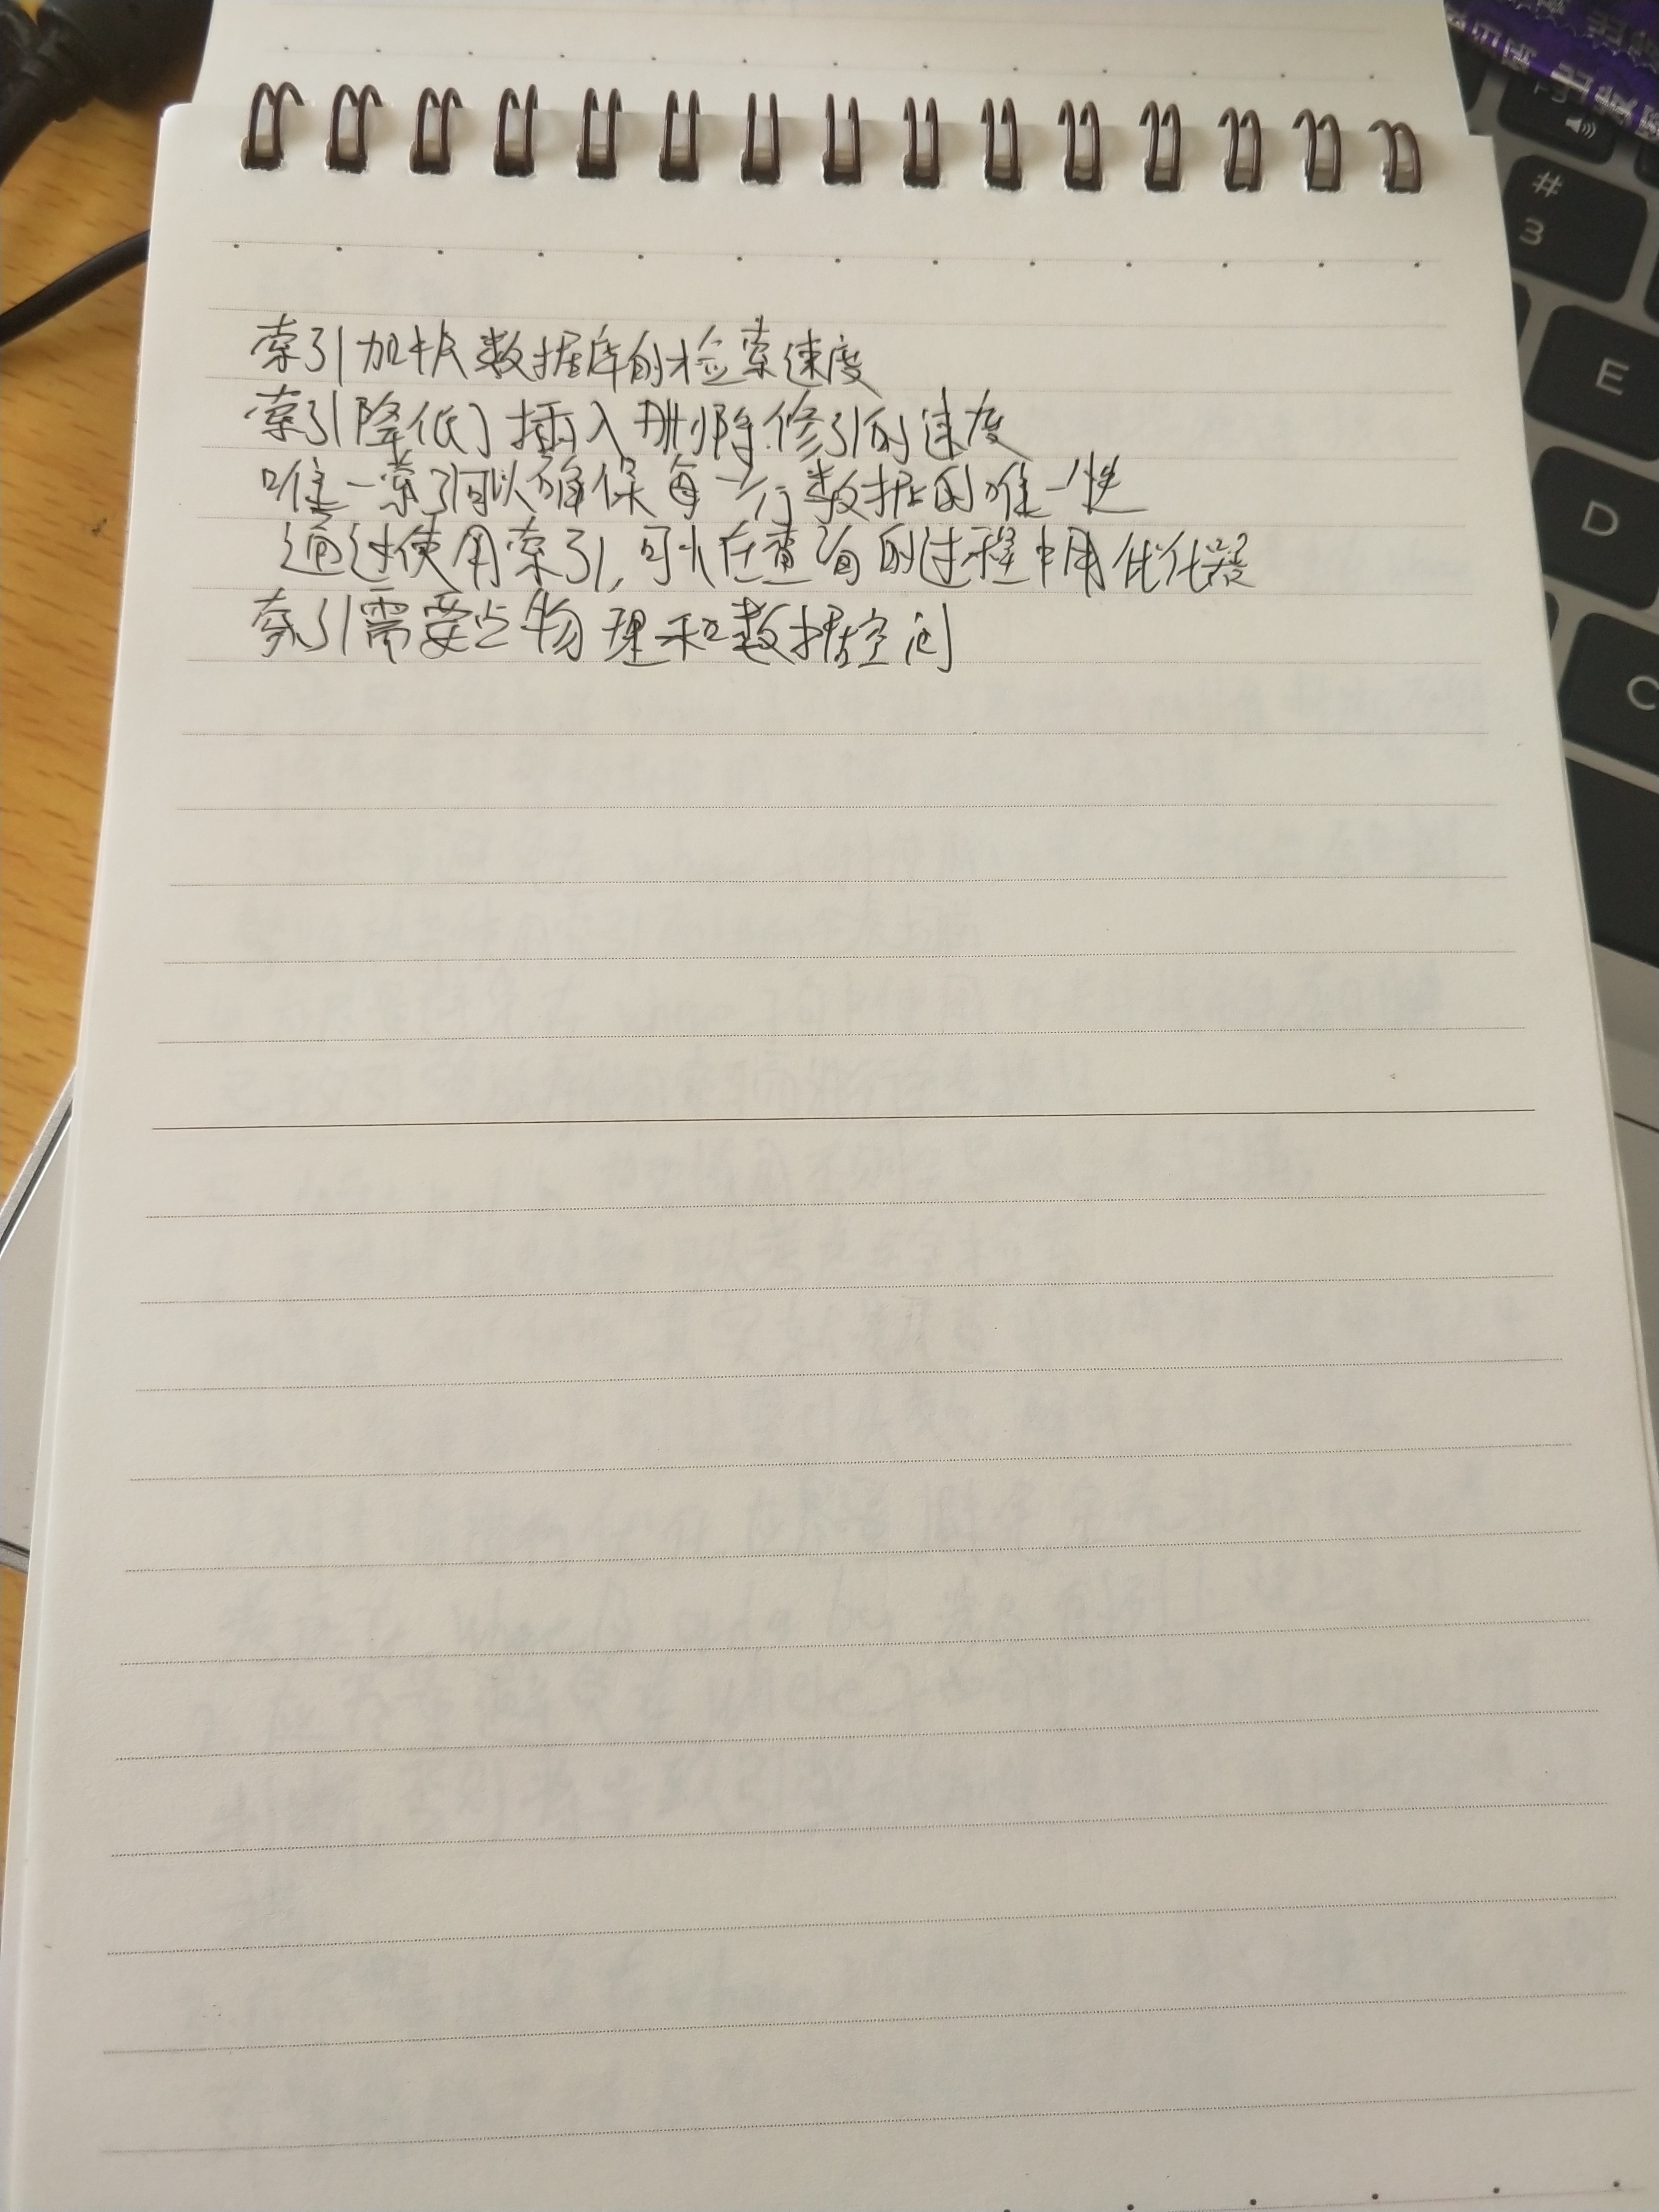 索引加快数据库的检索速度
索引降低了插入删除修引的速度
唯一索引可以确保每一行数据的唯一性
通过使用索引,可以在查询的过程中用优化器
索引需要占物理和数据空间
F3
#
3
E
D
C